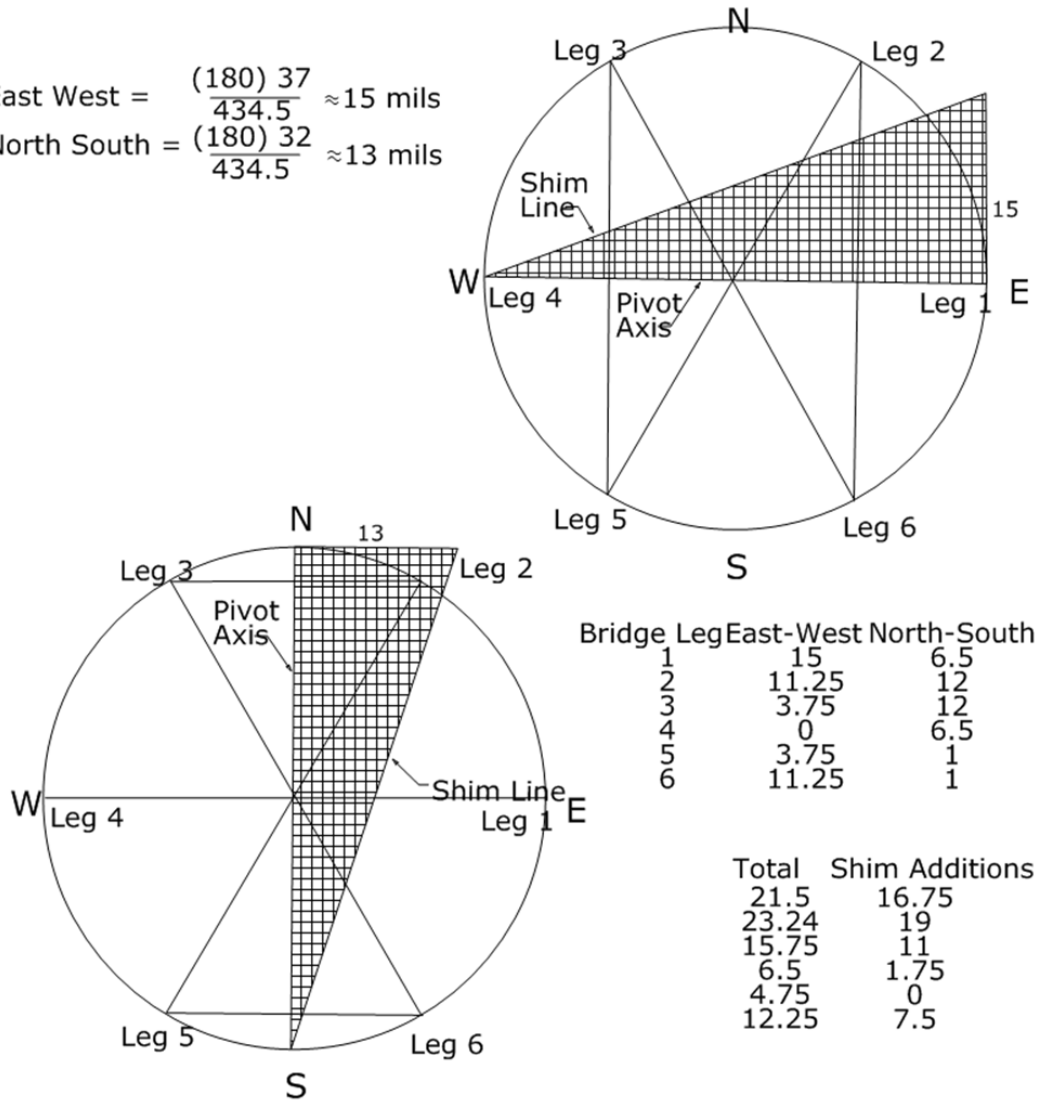 East West = (180) 37
434.5 ≈15 mils
North South = (180) 32
434.5 ≈13 mils
N
Leg 3
Leg 2
Shim
Line
15
W
Leg 4
Pivot
Axis
Leg 1
E
Leg 5
Leg 6
S
N
13
Leg 3
Leg 2
Pivot
Axis
Shim Line
W
Leg 4
Leg 1
E
Leg 5
Leg 6
S
Bridge Leg East-West North-South
1 15 6.5
2 11.25 12
3 3.75 12
4 0 6.5
5 3.75 1
6 11.25 1
Total Shim Additions
21.5 16.75
23.24 19
15.75 11
6.5 1.75
4.75 0
12.25 7.5